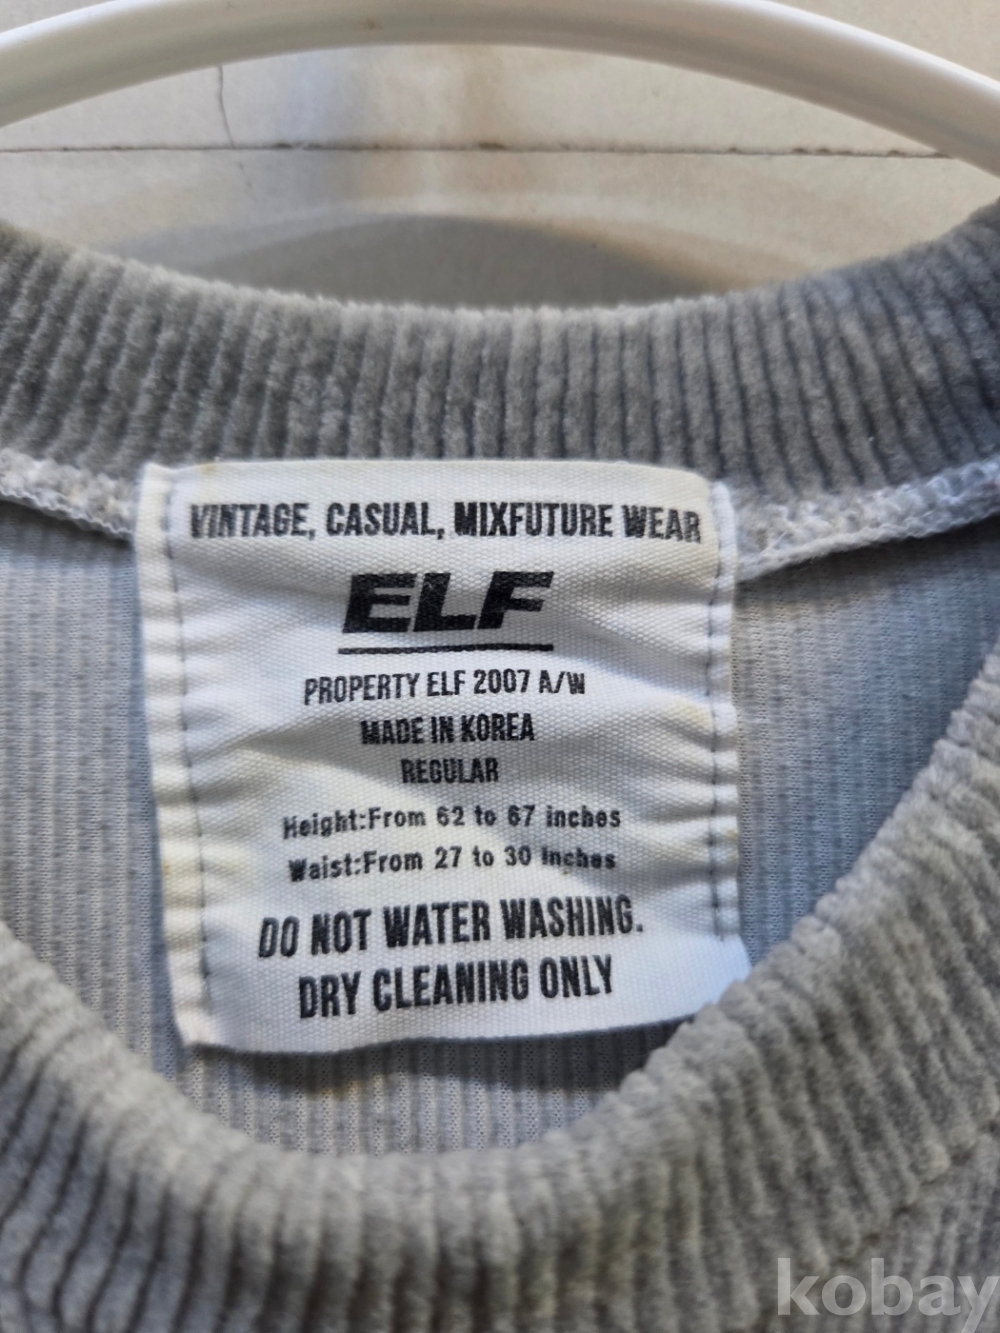 VINTAGE, CASUAL, MIXFUTURE WEAR
ELF
PROPERTY ELF 2007 A/W
MADE IN KOREA
REGULAR
Height:From 62 to 67 inches
Waist:From 27 to 30 inches
DO NOT WATER WASHING.
DRY CLEANING ONLY
kobay